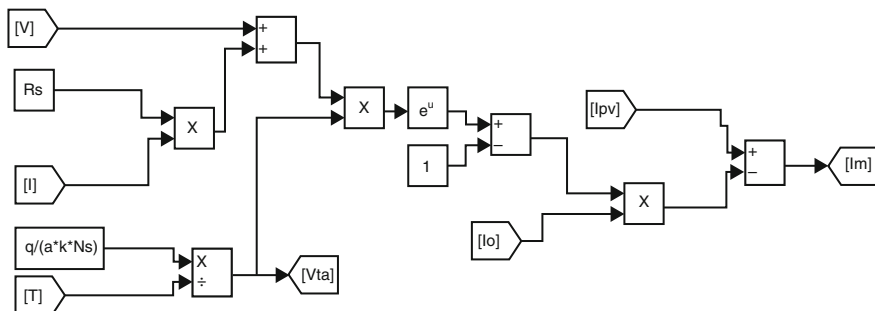 [V]
+
+
Rs
X
[I]
X
e^u
1
+
−
[Ipv]
+
−
[Im]
X
[Io]
q/(a*k*Ns)
X
÷
[T]
[Vta]